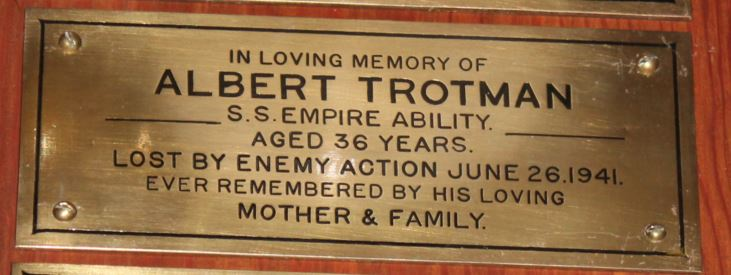 IN LOVING MEMORY OF
ALBERT TROTMAN
S.S. EMPIRE ABILITY.
AGED 36 YEARS.
LOST BY ENEMY ACTION JUNE 26.1941.
EVER REMEMBERED BY HIS LOVING
MOTHER & FAMILY.